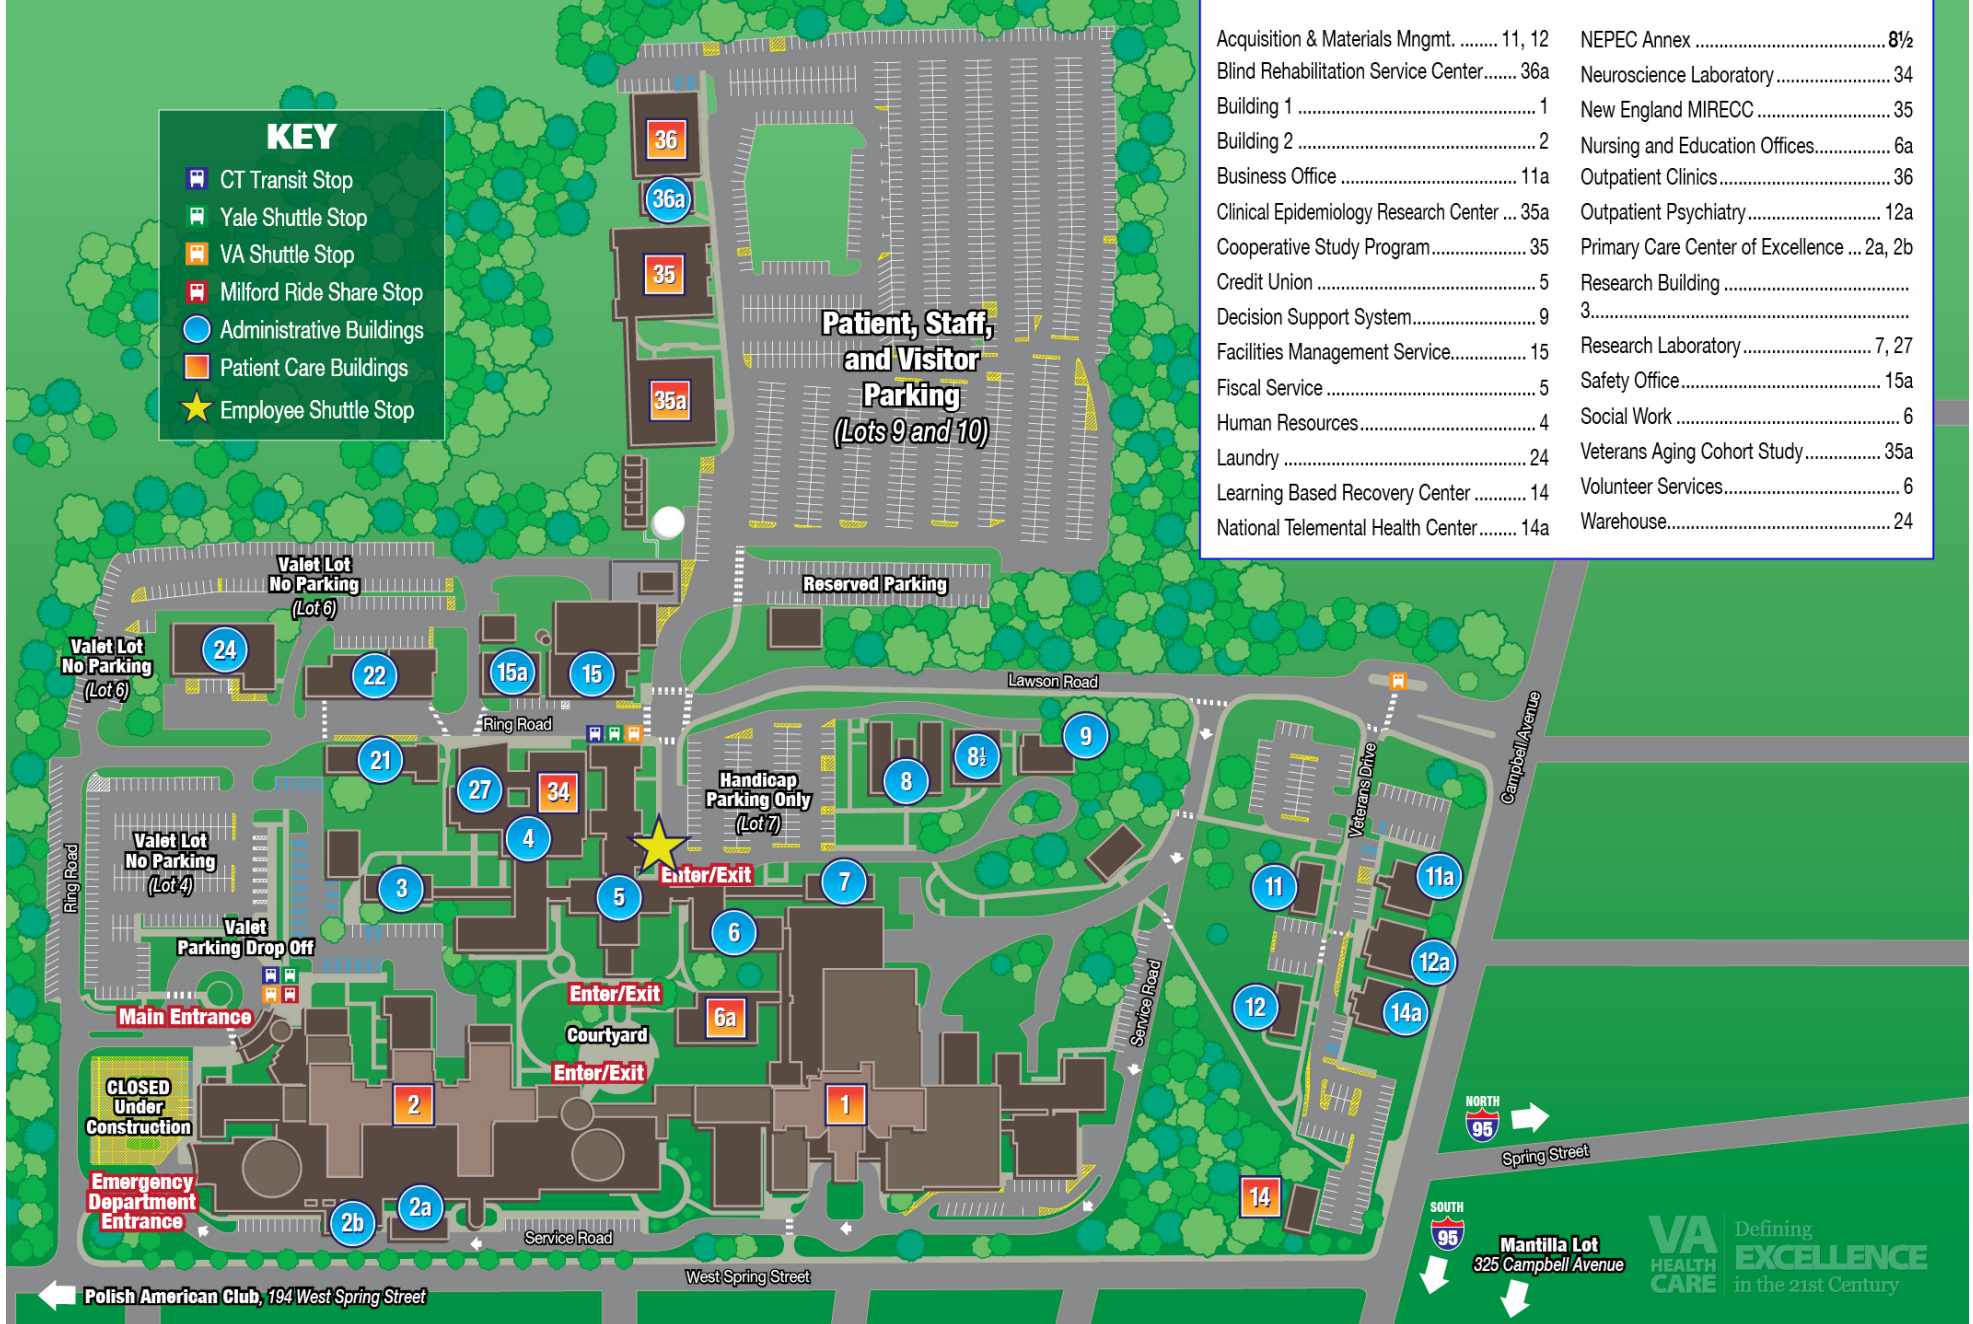 KEY
CT Transit Stop
Yale Shuttle Stop
VA Shuttle Stop
Milford Ride Share Stop
Administrative Buildings
Patient Care Buildings
Employee Shuttle Stop
Acquisition & Materials Mngmt. ........ 11, 12
Blind Rehabilitation Service Center....... 36a
Building 1 ............................................. 1
Building 2 ............................................. 2
Business Office .................................. 11a
Clinical Epidemiology Research Center ... 35a
Cooperative Study Program.................. 35
Credit Union ......................................... 5
Decision Support System....................... 9
Facilities Management Service.............. 15
Fiscal Service ....................................... 5
Human Resources................................. 4
Laundry .............................................. 24
Learning Based Recovery Center .......... 14
National Telemental Health Center....... 14a
NEPEC Annex ................................... 8½
Neuroscience Laboratory..................... 34
New England MIRECC ......................... 35
Nursing and Education Offices.............. 6a
Outpatient Clinics................................ 36
Outpatient Psychiatry......................... 12a
Primary Care Center of Excellence ... 2a, 2b
Research Building ..................................
3...........................................................
Research Laboratory........................ 7, 27
Safety Office...................................... 15a
Social Work .......................................... 6
Veterans Aging Cohort Study.............. 35a
Volunteer Services................................. 6
Warehouse.......................................... 24
36
36a
35
35a
Patient, Staff,
and Visitor
Parking
(Lots 9 and 10)
Valet Lot
No Parking
(Lot 6)
Reserved Parking
Valet Lot
No Parking
(Lot 6)
24
22
15a
15
Lawson Road
Ring Road
Campbell Avenue
21
27
34
4
Handicap
Parking Only
(Lot 7)
8
8½
9
Veterans Drive
Valet Lot
No Parking
(Lot 4)
Ring Road
3
5
Enter/Exit
7
6
11
11a
12
12a
14a
Valet
Parking Drop Off
Main Entrance
Enter/Exit
6a
Courtyard
Enter/Exit
Service Road
CLOSED
Under
Construction
2
1
Emergency
Department
Entrance
2b
2a
Service Road
14
NORTH
95
Spring Street
SOUTH
95
Mantilla Lot
325 Campbell Avenue
West Spring Street
Polish American Club, 194 West Spring Street
VA
HEALTH
CARE
Defining
EXCELLENCE
in the 21st Century